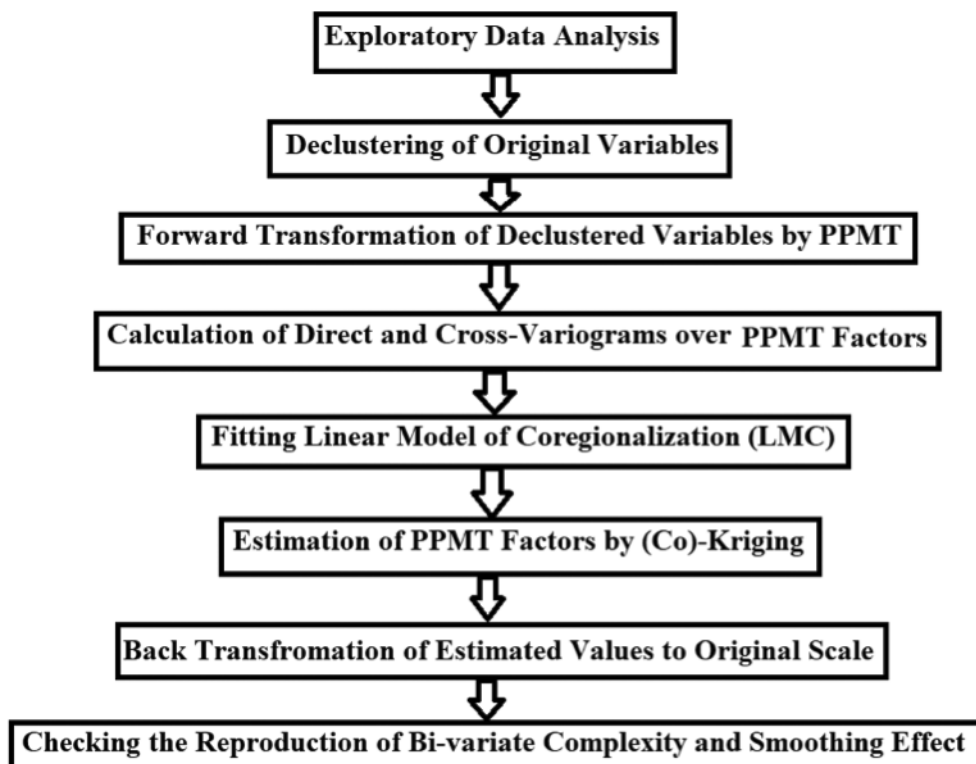 Exploratory Data Analysis
Declustering of Original Variables
Forward Transformation of Declustered Variables by PPMT
Calculation of Direct and Cross-Variograms over PPMT Factors
Fitting Linear Model of Coregionalization (LMC)
Estimation of PPMT Factors by (Co)-Kriging
Back Transfromation of Estimated Values to Original Scale
Checking the Reproduction of Bi-variate Complexity and Smoothing Effect